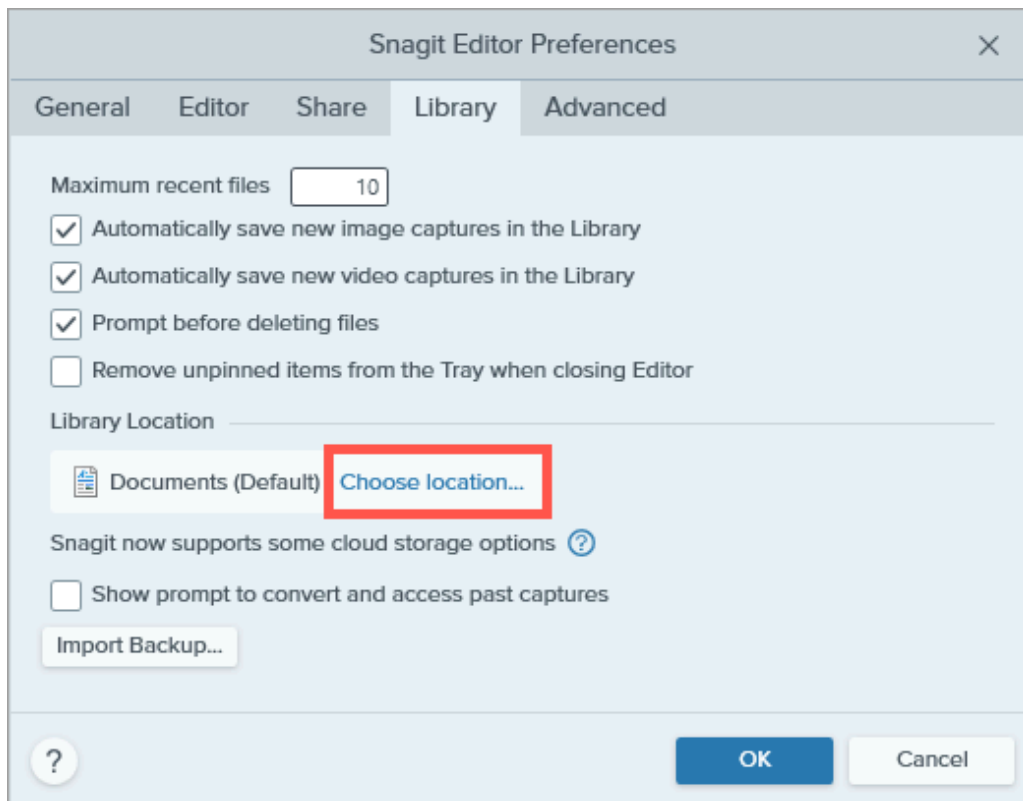 Snagit Editor Preferences
General Editor Share Library Advanced
Maximum recent files 10
Automatically save new image captures in the Library
Automatically save new video captures in the Library
Prompt before deleting files
Remove unpinned items from the Tray when closing Editor
Library Location
Documents (Default) Choose location...
Snagit now supports some cloud storage options ?
Show prompt to convert and access past captures
Import Backup...
? OK Cancel